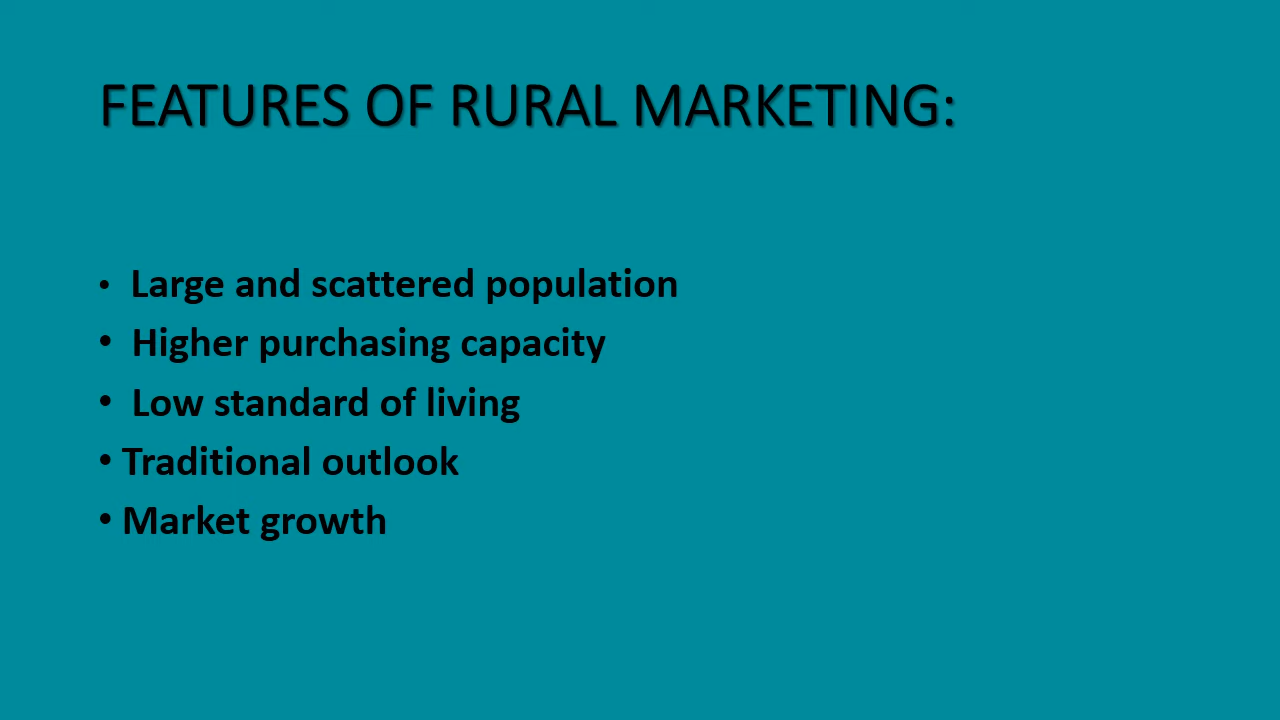 FEATURES OF RURAL MARKETING:
• Large and scattered population
• Higher purchasing capacity
• Low standard of living
• Traditional outlook
• Market growth